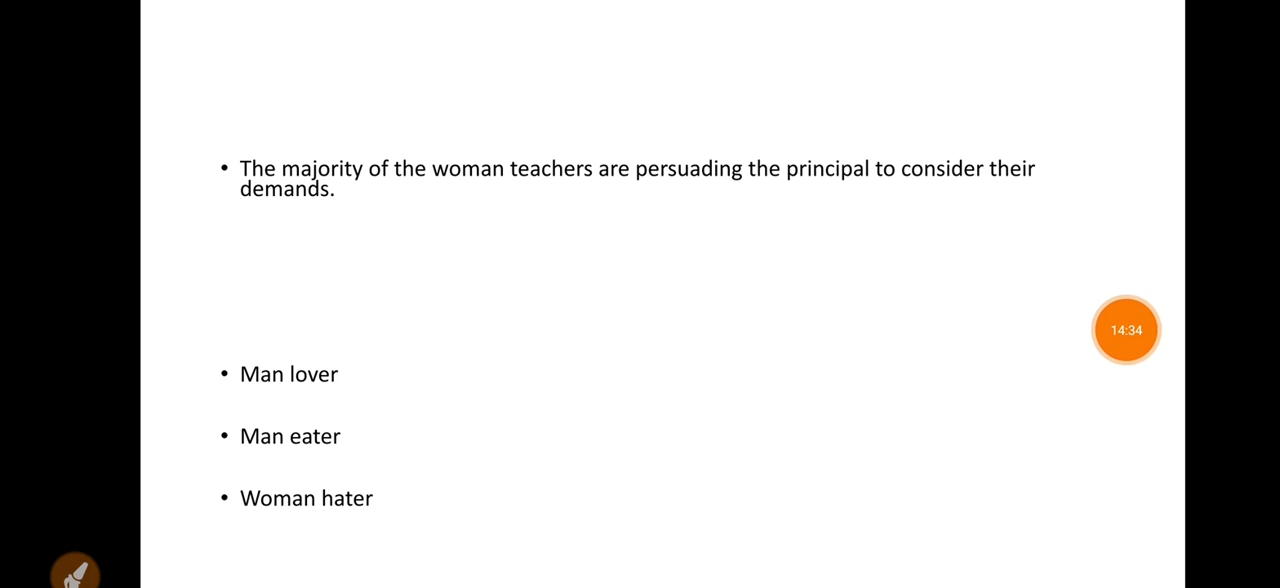 • The majority of the woman teachers are persuading the principal to consider their
demands.
14:34
• Man lover
• Man eater
• Woman hater